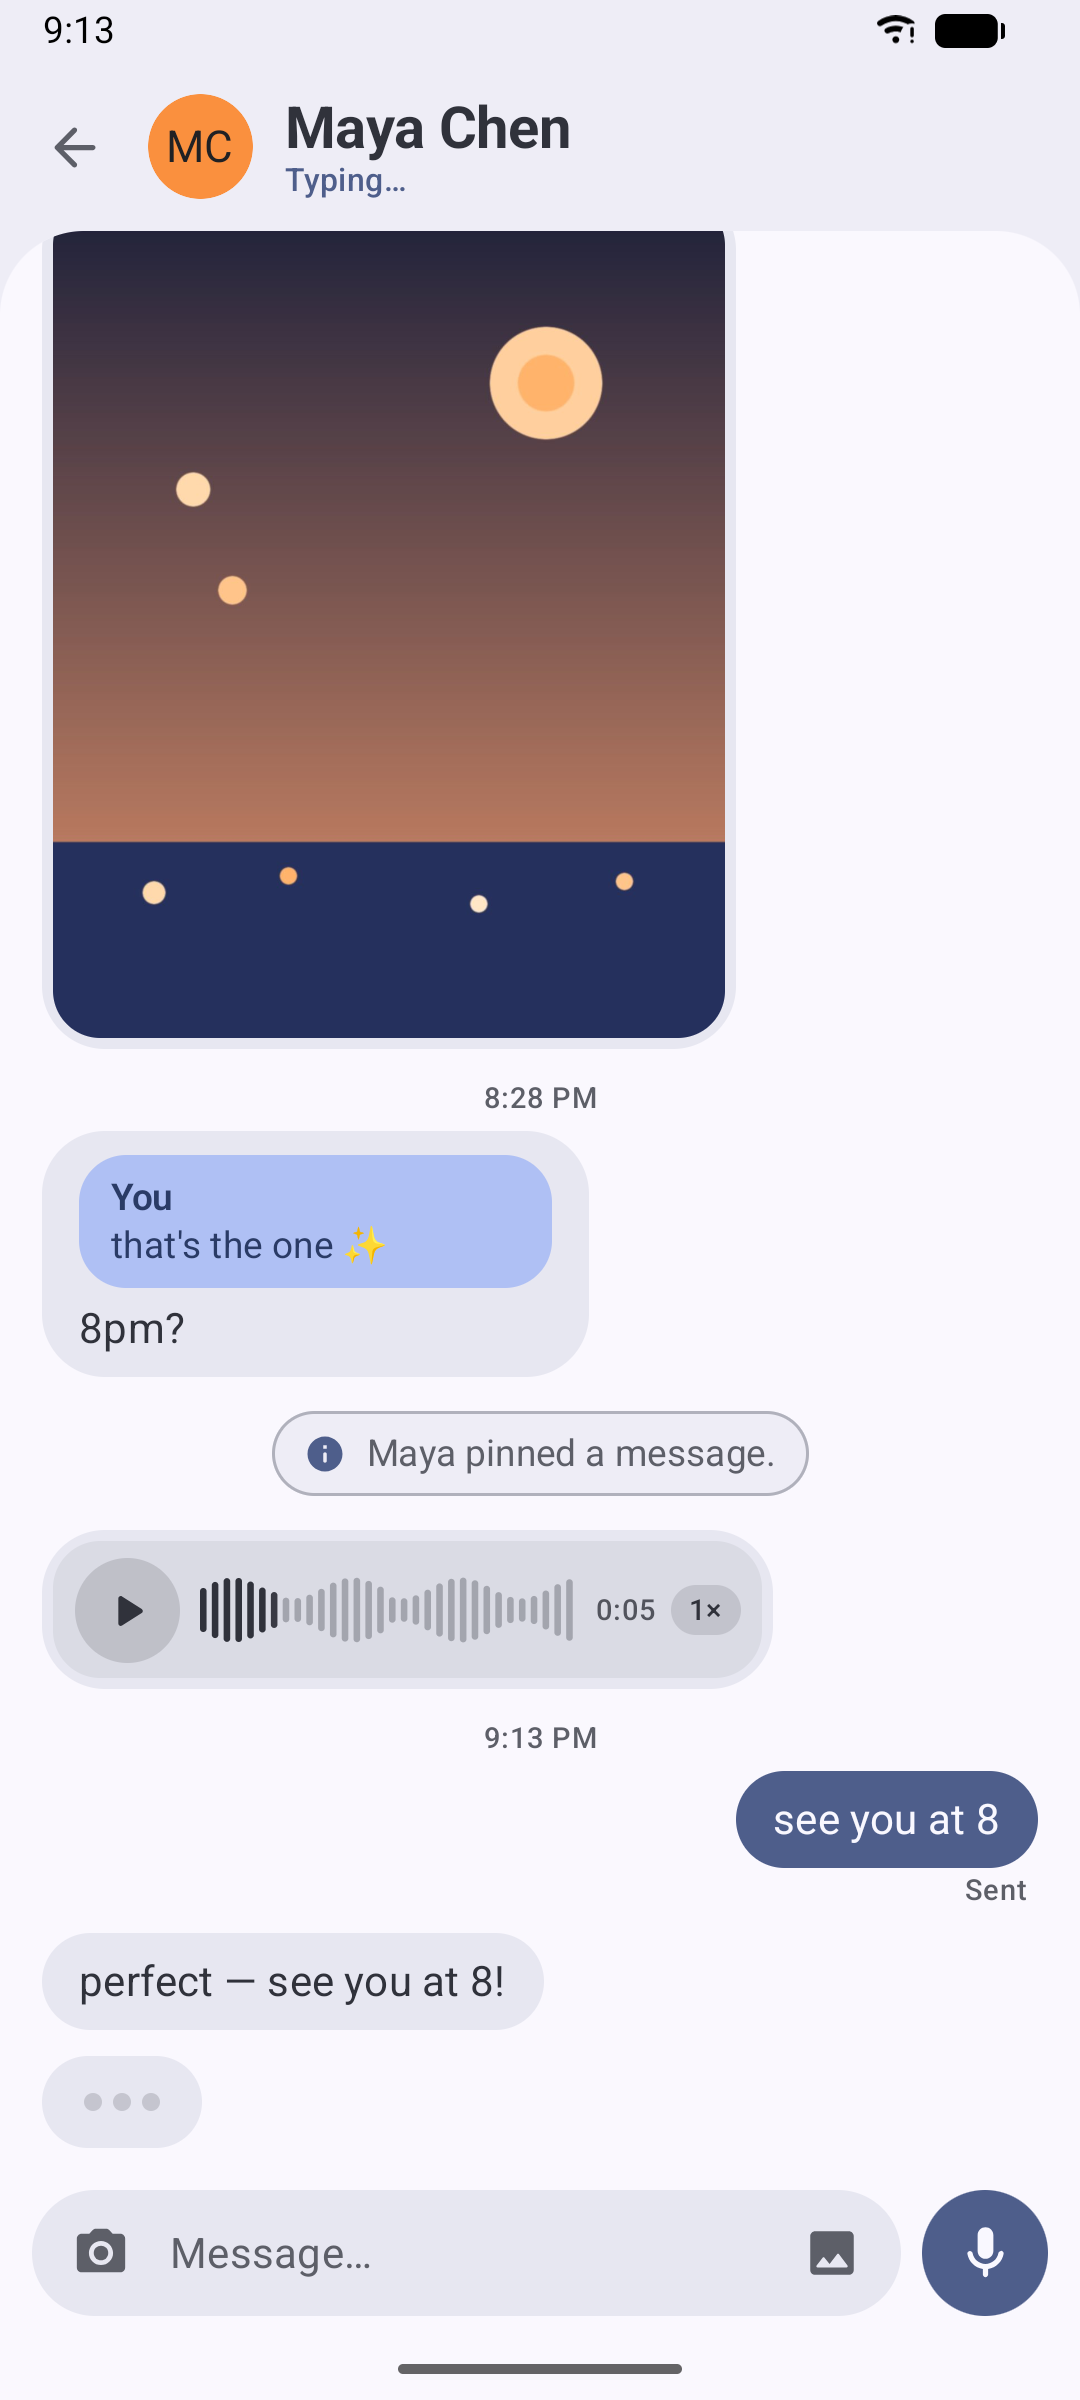 9:13
MC
Maya Chen
Typing…
8:28 PM
You
that's the one ✨
8pm?
Maya pinned a message.
0:05
1×
9:13 PM
see you at 8
Sent
perfect — see you at 8!
Message…